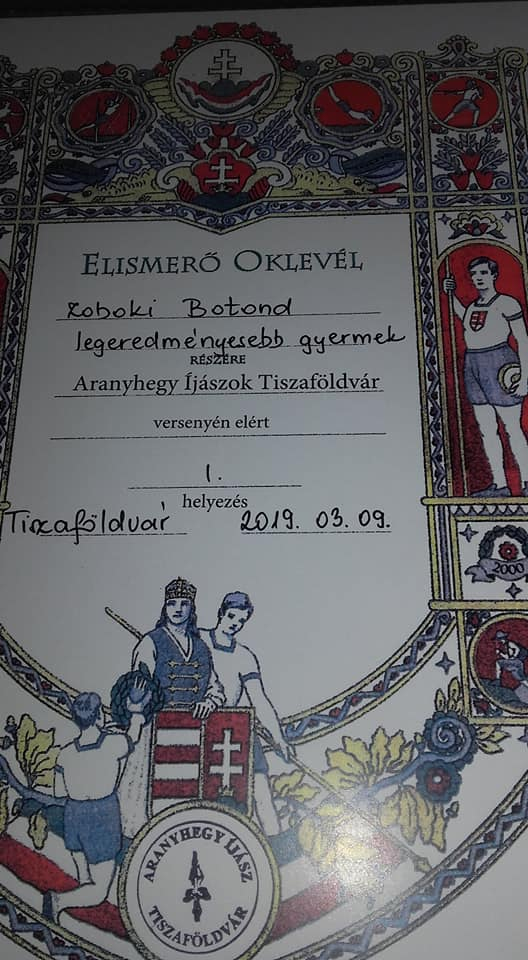 ELISMERŐ OKLEVÉL
Zoboki Botond
legeredményesebb gyermek
RÉSZÉRE
Aranyhegy Íjászok Tiszaföldvár
versenyén elért
1.
helyezés
Tiszaföldvár 2019. 03. 09.
2000
ARANYHEGY ÍJÁSZ
TISZAFÖLDVÁR